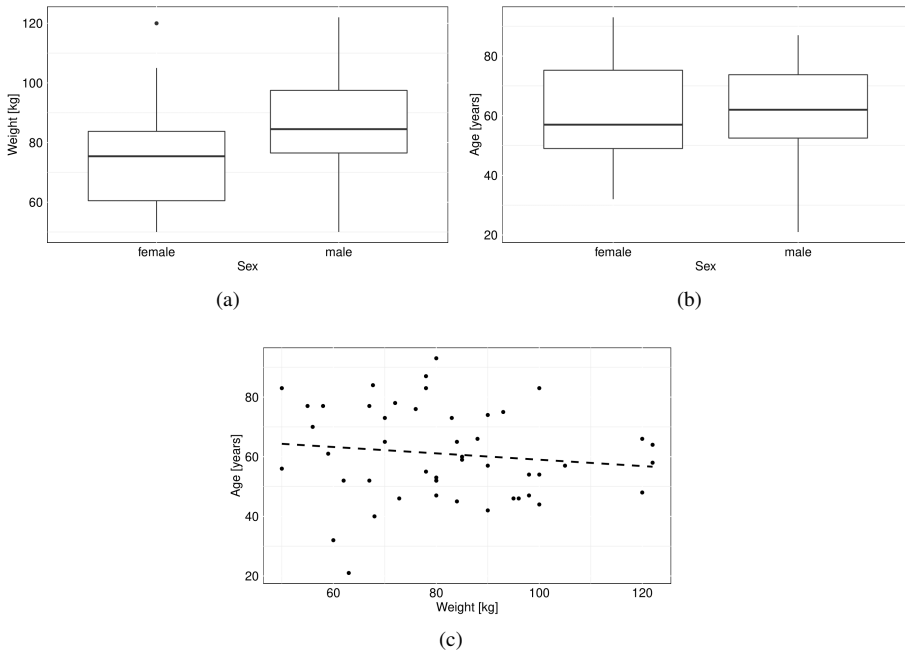 120
100
80
60
Weight [kg]
female
male
Sex
(a)
80
60
40
20
Age [years]
female
male
Sex
(b)
80
60
40
20
Age [years]
60
80
100
120
Weight [kg]
(c)